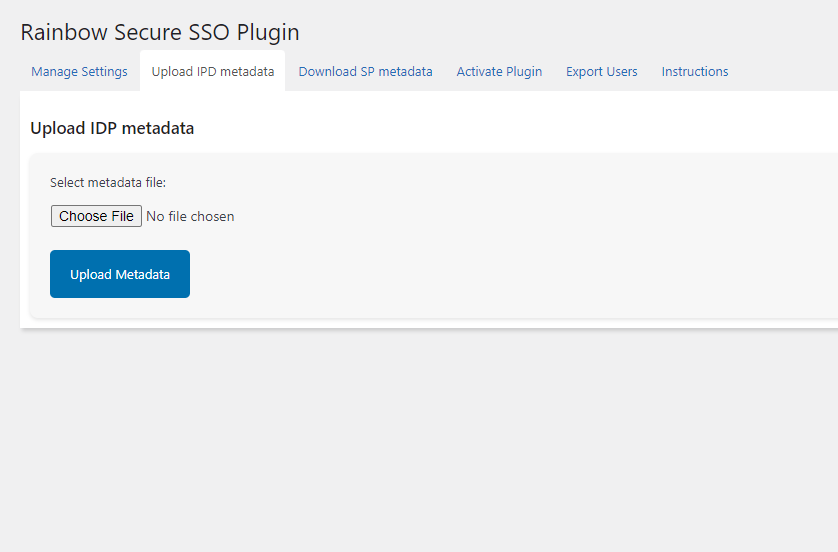 Rainbow Secure SSO Plugin
Manage Settings Upload IPD metadata Download SP metadata Activate Plugin Export Users Instructions
Upload IDP metadata
Select metadata file:
Choose File No file chosen
Upload Metadata